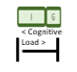 I G
< Cognitive
Load >